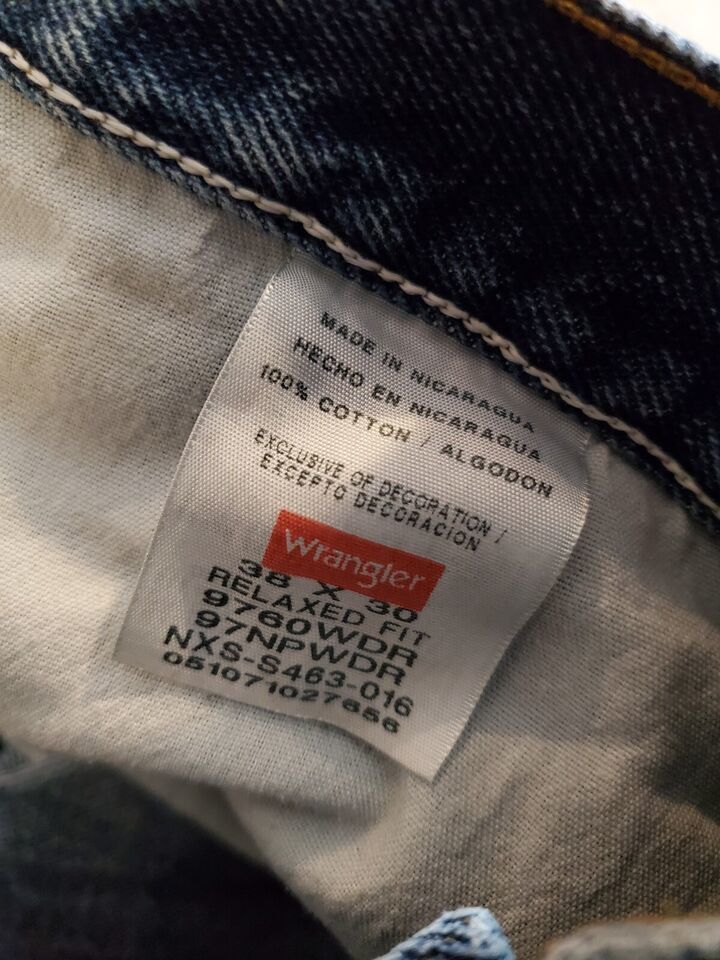 MADE IN NICARAGUA
HECHO EN NICARAGUA
100% COTTON / ALGODON
EXCLUSIVE OF DECORATION /
EXCEPTO DECORACION
Wrangler
38 X 30
RELAXED FIT
9760WDR
97NPWDR
NXS-S463-016
051071027656